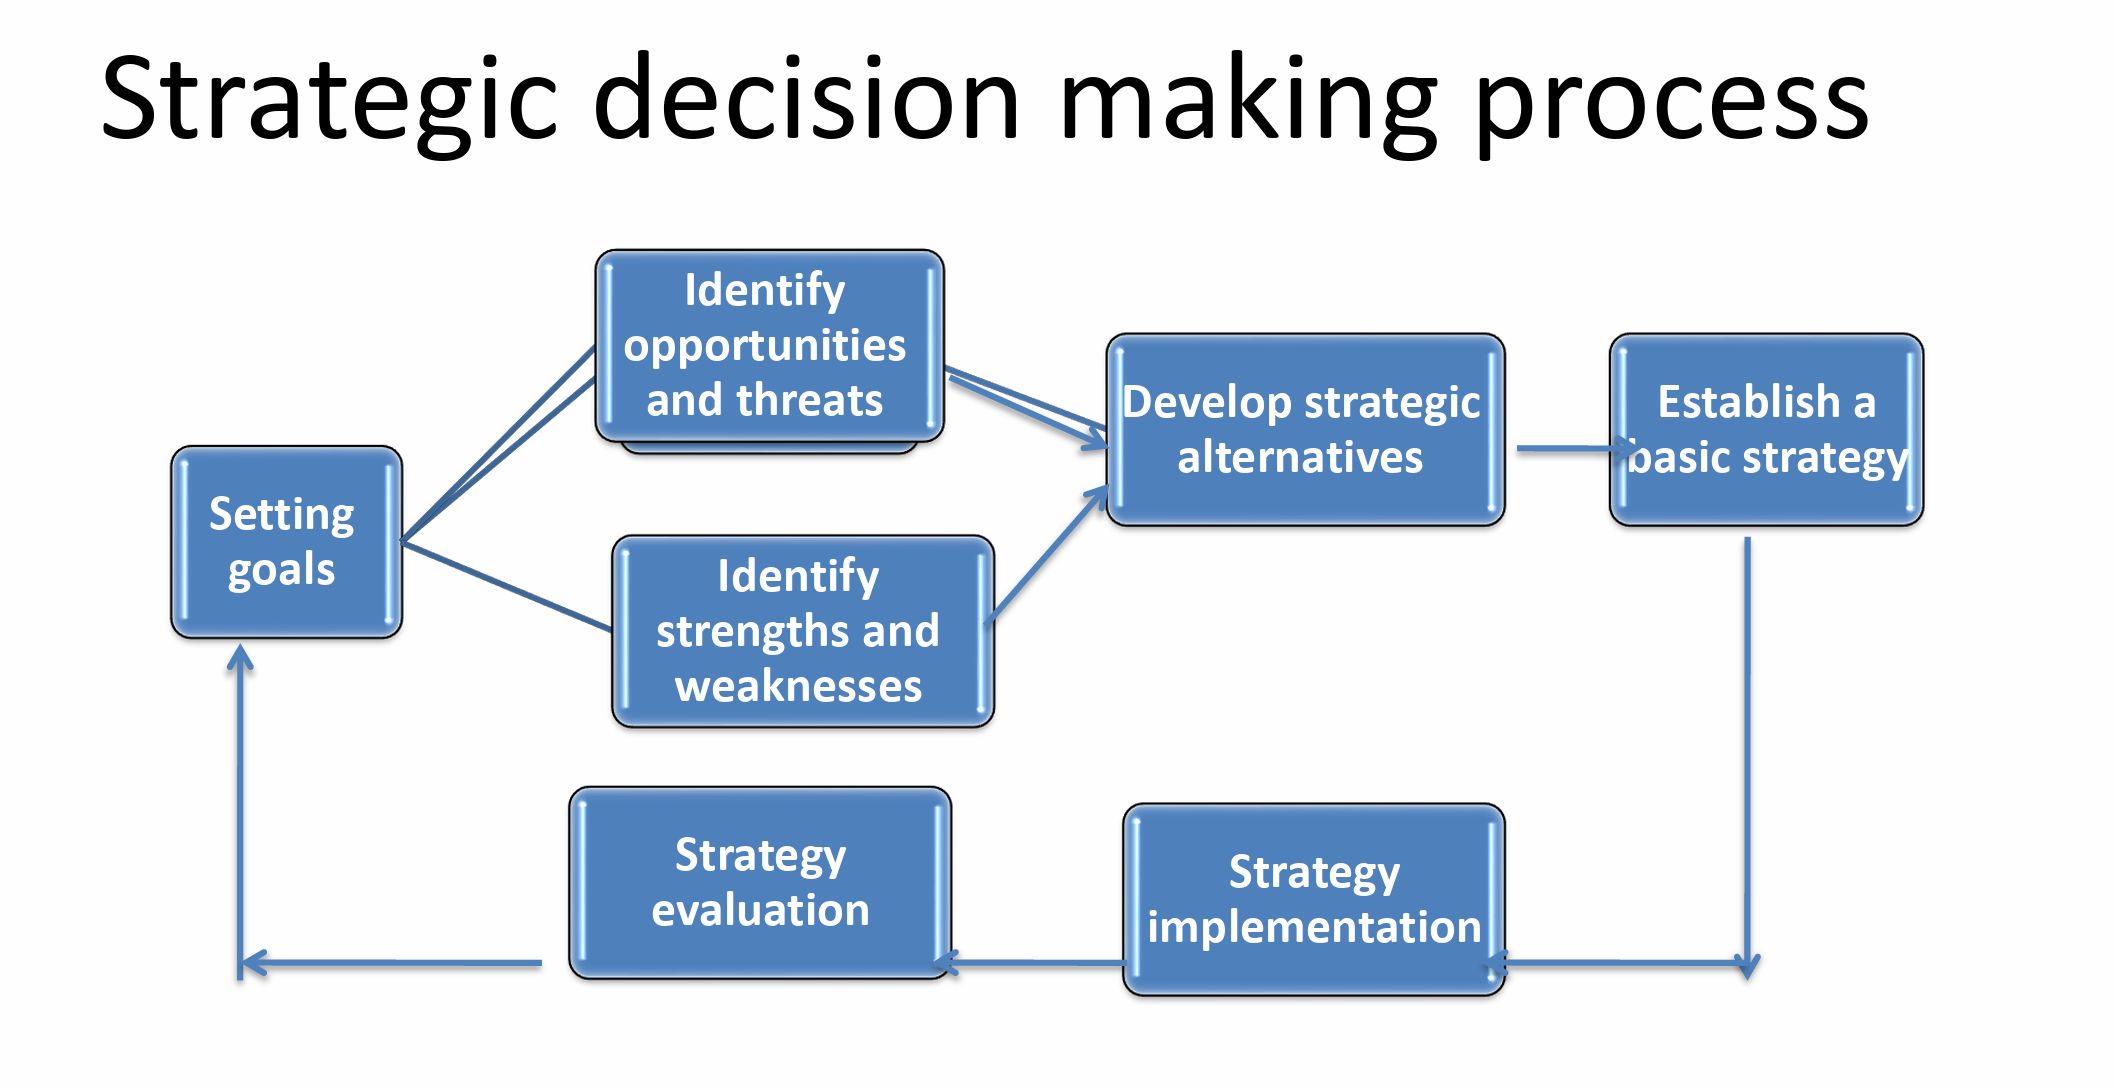 Strategic decision making process
Identify
opportunities
and threats
Develop strategic
alternatives
Establish a
basic strategy
Setting
goals
Identify
strengths and
weaknesses
Strategy
evaluation
Strategy
implementation